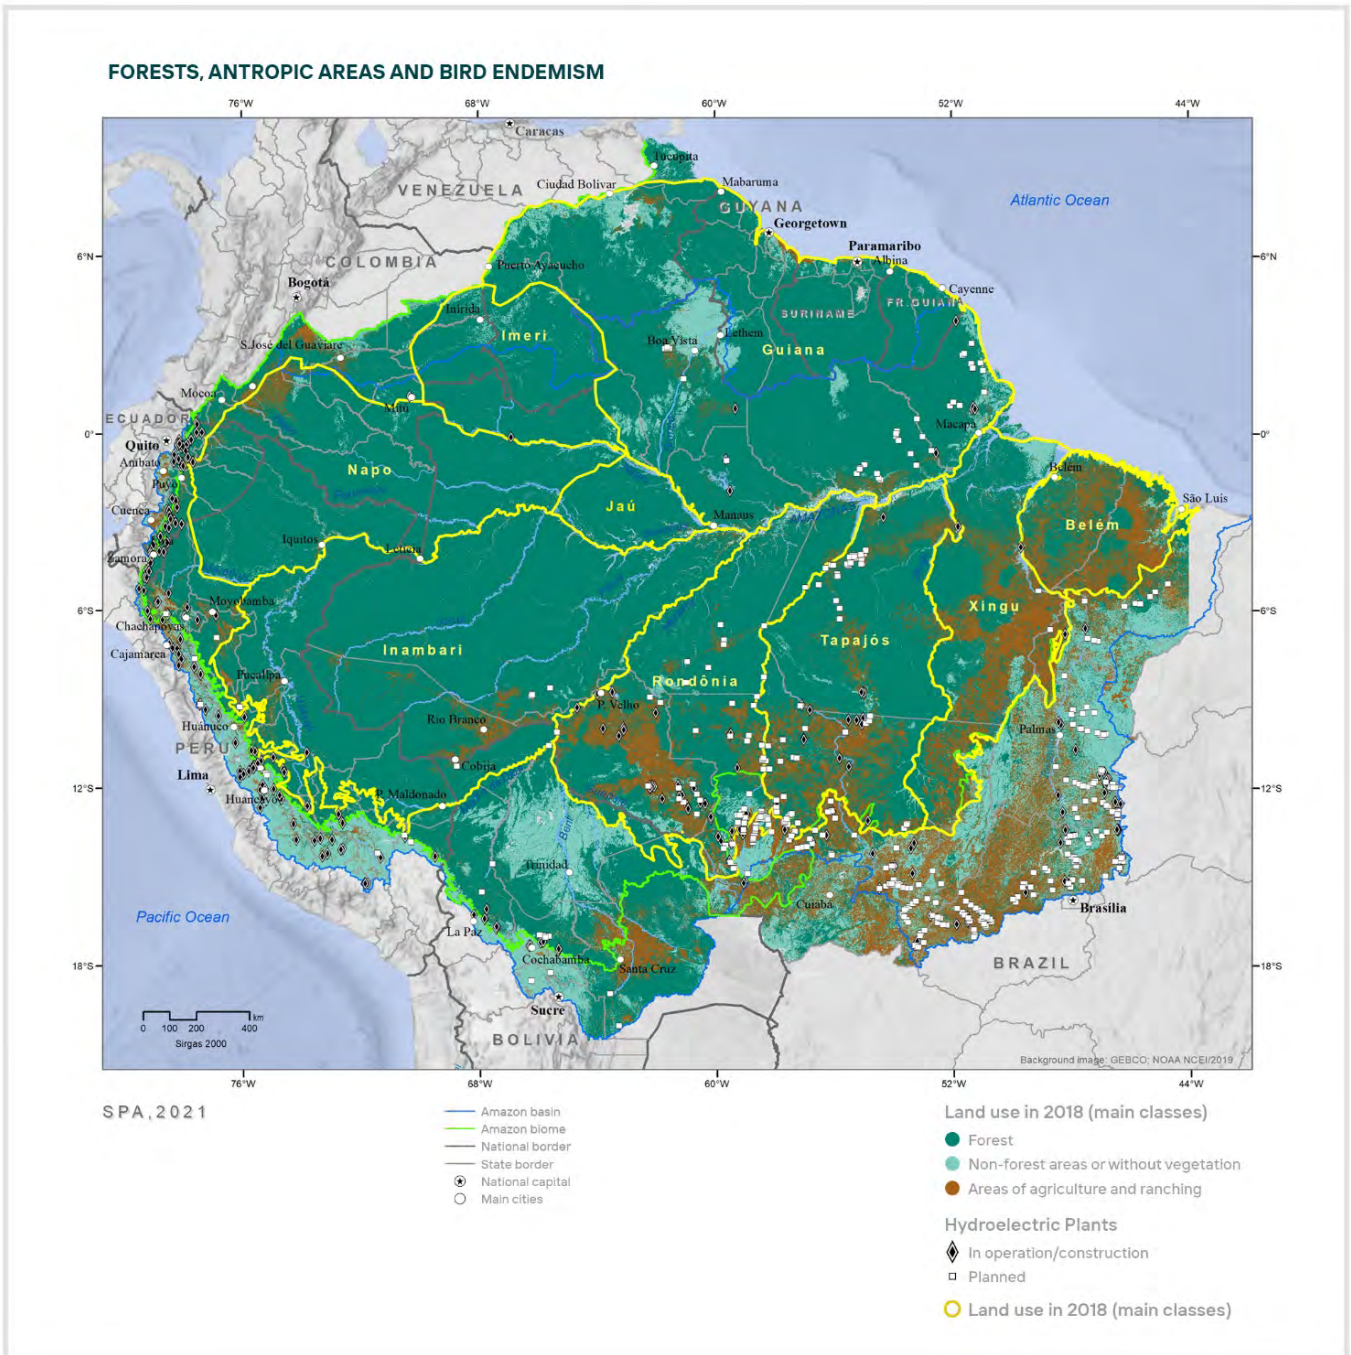 FORESTS, ANTROPIC AREAS AND BIRD ENDEMISM
76°W 68°W 60°W 52°W 44°W
Caracas
Tucupita
VENEZUELA
Ciudad Bolivar
Mabaruma
GUYANA
Atlantic Ocean
Georgetown
Paramaribo
Albina
6°N
COLOMBIA
Puerto Ayacucho
6°N
Bogotá
Cayenne
FR.GUIANA
Inírida
Imeri
SURINAME
S.José del Guaviare
Boa Vista
Lethem
Guiana
Mocoa
Mitú
ECUADOR
Macapá
0°
0°
Quito
Ambato
Napo
Belém
Puyo
São Luis
Cuenca
Jaú
Manaus
AMAZONAS
Belém
Iquitos
Leticia
Zamora
6°S
Moyobamba
Xingu
6°S
Chachapoyas
Tapajós
Cajamarca
Inambari
Pucallpa
Rondônia
P. Velho
Huánuco
Rio Branco
Palmas
PERU
Lima
Cobija
12°S
P. Maldonado
12°S
Huancayo
Beni
Trinidad
Cuiabá
Brasília
Pacific Ocean
La Paz
Cochabamba
18°S
Santa Cruz
BRAZIL
18°S
Sucre
km
0 100 200 400
Sirgas 2000
BOLIVIA
Background image: GEBCO; NOAA NCEI/2019
76°W 68°W 60°W 52°W 44°W
SPA,2021
Amazon basin
Amazon biome
National border
State border
National capital
Main cities
Land use in 2018 (main classes)
Forest
Non-forest areas or without vegetation
Areas of agriculture and ranching
Hydroelectric Plants
In operation/construction
Planned
Land use in 2018 (main classes)